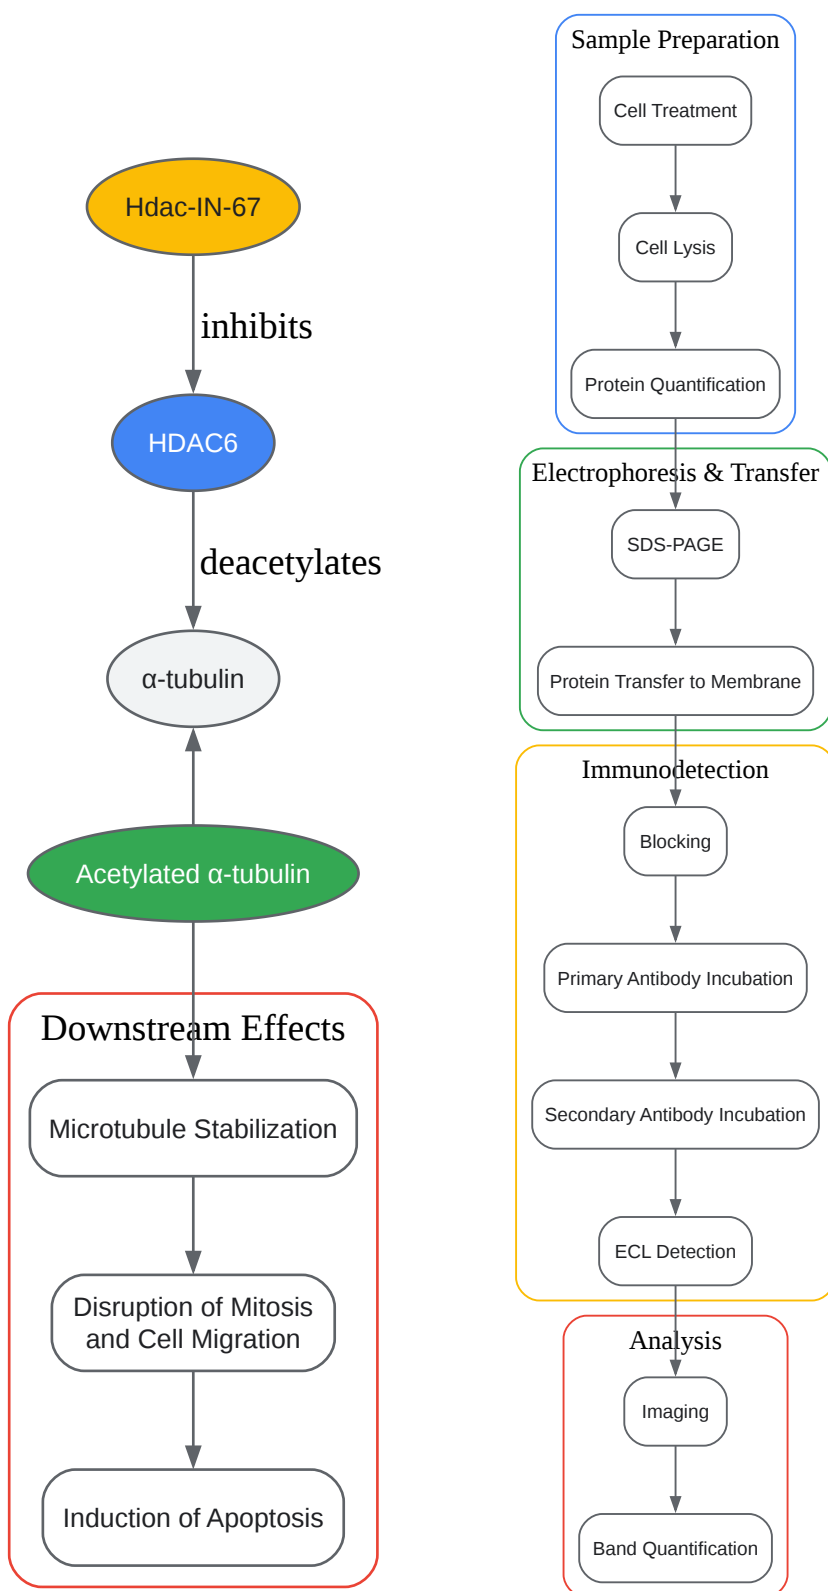 Hdac-IN-67
inhibits
HDAC6
deacetylates
α-tubulin
Acetylated α-tubulin
Downstream Effects
Microtubule Stabilization
Disruption of Mitosis
and Cell Migration
Induction of Apoptosis
Sample Preparation
Cell Treatment
Cell Lysis
Protein Quantification
Electrophoresis & Transfer
SDS-PAGE
Protein Transfer to Membrane
Immunodetection
Blocking
Primary Antibody Incubation
Secondary Antibody Incubation
ECL Detection
Analysis
Imaging
Band Quantification